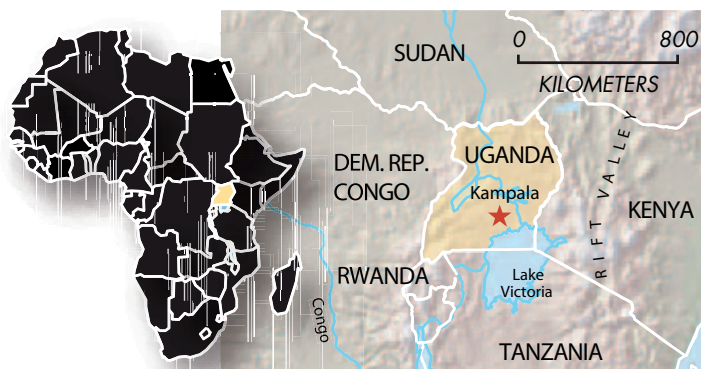 SUDAN
0 800
KILOMETERS
UGANDA
DEM. REP.
CONGO
Kampala
RIFT VALLEY
KENYA
RWANDA
Lake
Victoria
Congo
TANZANIA